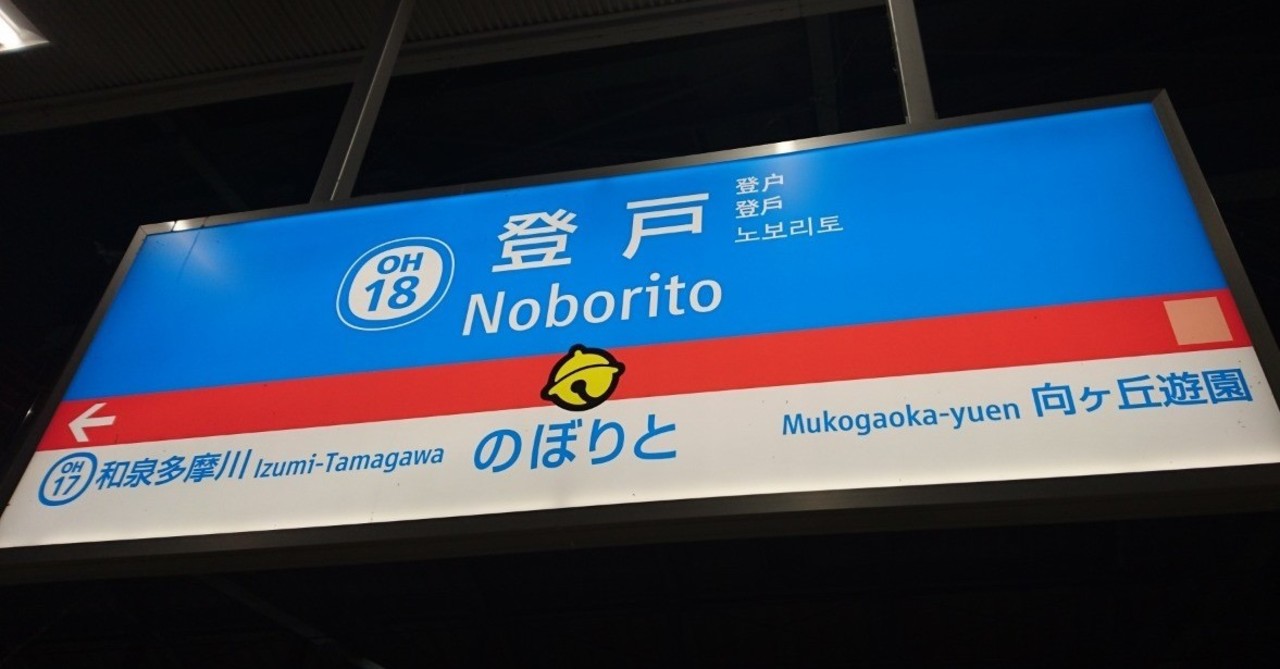 OH
18
登戸
Noborito
登户
登戶
노보리토
OH
17
和泉多摩川 Izumi-Tamagawa
のぼりと
Mukogaoka-yuen 向ヶ丘遊園